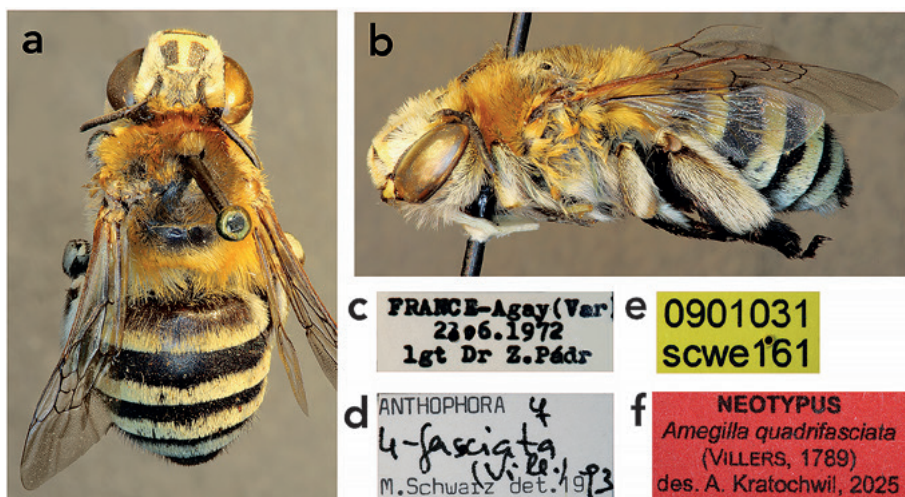 a
b
c
FRANCE-Agay(Var)
6.1972
lgt Dr Z.Pádr
e
0901031
scwe161
d
ANTHOPHORA
4-fasciata
(Vill.)
M.Schwarz det.1993
f
NEOTYPUS
Amegilla quadrifasciata
(VILLERS, 1789)
des. A. Kratochwil, 2025